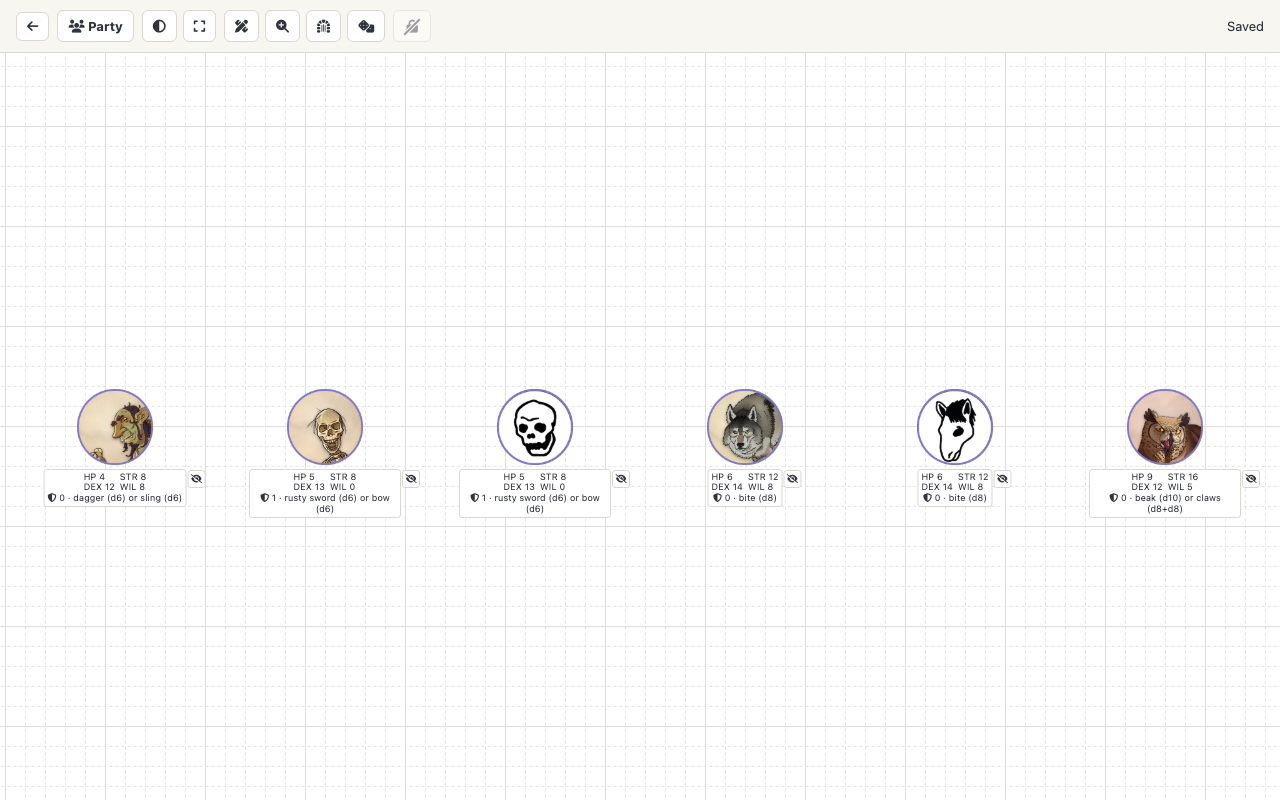 Party
Saved
HP 4 STR 8
DEX 12 WIL 8
0 · dagger (d6) or sling (d6)
HP 5 STR 8
DEX 13 WIL 0
1 · rusty sword (d6) or bow
(d6)
HP 5 STR 8
DEX 13 WIL 0
1 · rusty sword (d6) or bow
(d6)
HP 6 STR 12
DEX 14 WIL 8
0 · bite (d8)
HP 6 STR 12
DEX 14 WIL 8
0 · bite (d8)
HP 9 STR 16
DEX 12 WIL 5
0 · beak (d10) or claws
(d8+d8)